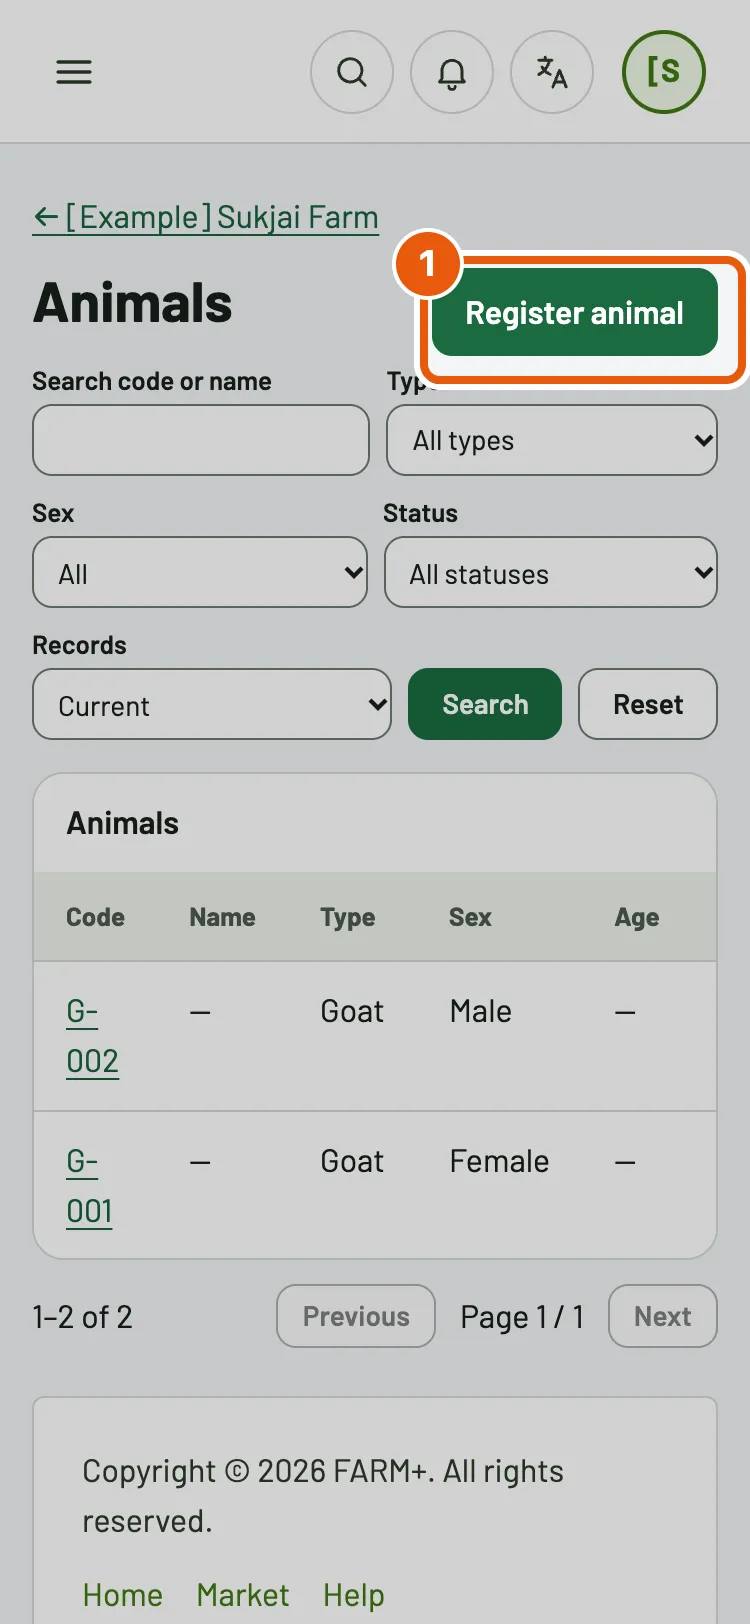 [S
← [Example] Sukjai Farm
1
Animals
Register animal
Search code or name
All types
Sex
Status
All
All statuses
Records
Current
Search
Reset
Animals
Code Name Type Sex Age
G-002 — Goat Male —
G-001 — Goat Female —
1–2 of 2
Previous
Page 1 / 1
Next
Copyright © 2026 FARM+. All rights
reserved.
Home Market Help